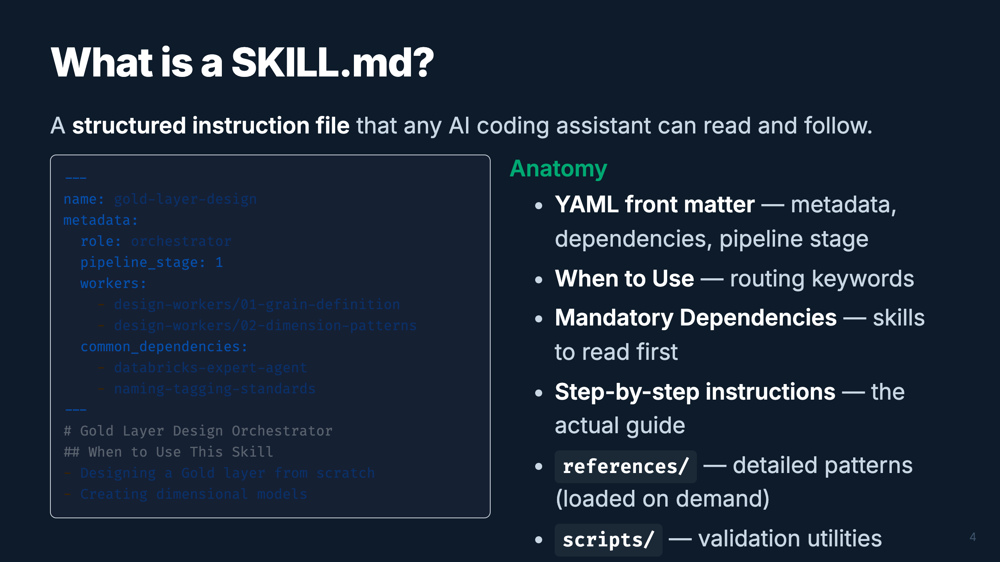 What is a SKILL.md?
A structured instruction file that any AI coding assistant can read and follow.
---
name: gold-layer-design
metadata:
  role: orchestrator
  pipeline_stage: 1
  workers:
    - design-workers/01-grain-definition
    - design-workers/02-dimension-patterns
  common_dependencies:
    - databricks-expert-agent
    - naming-tagging-standards
---
# Gold Layer Design Orchestrator
## When to Use This Skill
- Designing a Gold layer from scratch
- Creating dimensional models
Anatomy
• YAML front matter — metadata,
dependencies, pipeline stage
• When to Use — routing keywords
• Mandatory Dependencies — skills
to read first
• Step-by-step instructions — the
actual guide
• references/ — detailed patterns
(loaded on demand)
• scripts/ — validation utilities
4